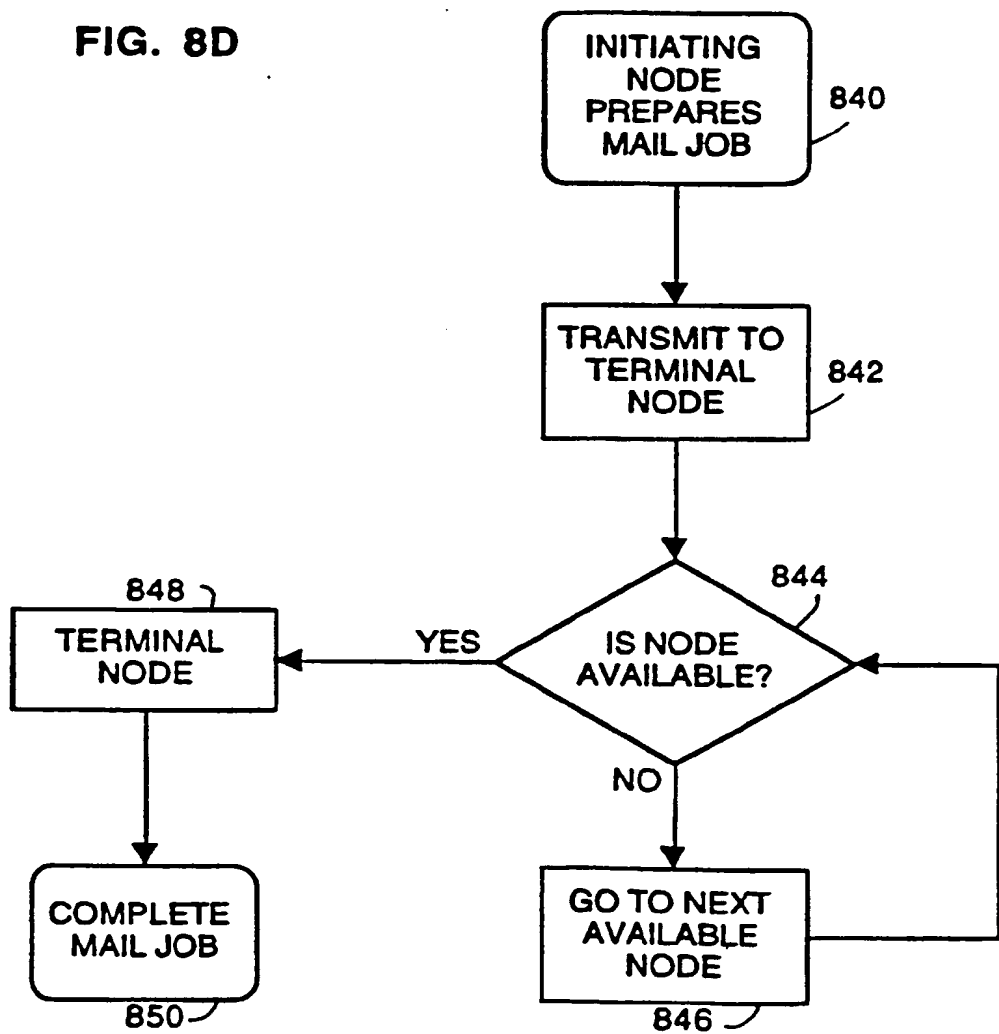 FIG. 8D
INITIATING
NODE
PREPARES
MAIL JOB
840
TRANSMIT TO
TERMINAL
NODE
842
844
IS NODE
AVAILABLE?
YES
848
TERMINAL
NODE
NO
GO TO NEXT
AVAILABLE
NODE
846
COMPLETE
MAIL JOB
850